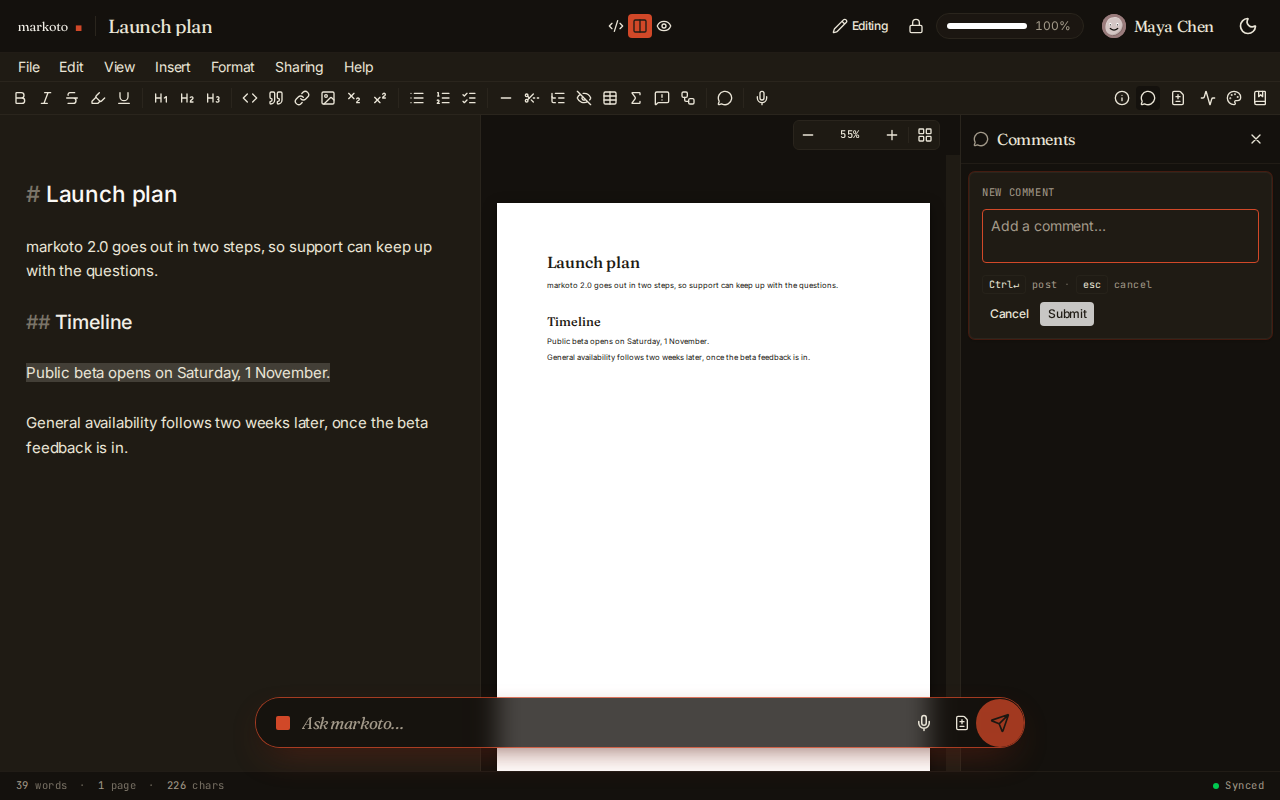 markoto
Launch plan
Editing
100%
Maya Chen
File Edit View Insert Format Sharing Help
H1 H2 H3
55%
Comments
# Launch plan
markoto 2.0 goes out in two steps, so support can keep up
with the questions.
## Timeline
Public beta opens on Saturday, 1 November.
General availability follows two weeks later, once the beta
feedback is in.
Launch plan
markoto 2.0 goes out in two steps, so support can keep up with the questions.
Timeline
Public beta opens on Saturday, 1 November.
General availability follows two weeks later, once the beta feedback is in.
NEW COMMENT
Add a comment...
Ctrl↵ post · esc cancel
Cancel Submit
Ask markoto...
39 words · 1 page · 226 chars
Synced